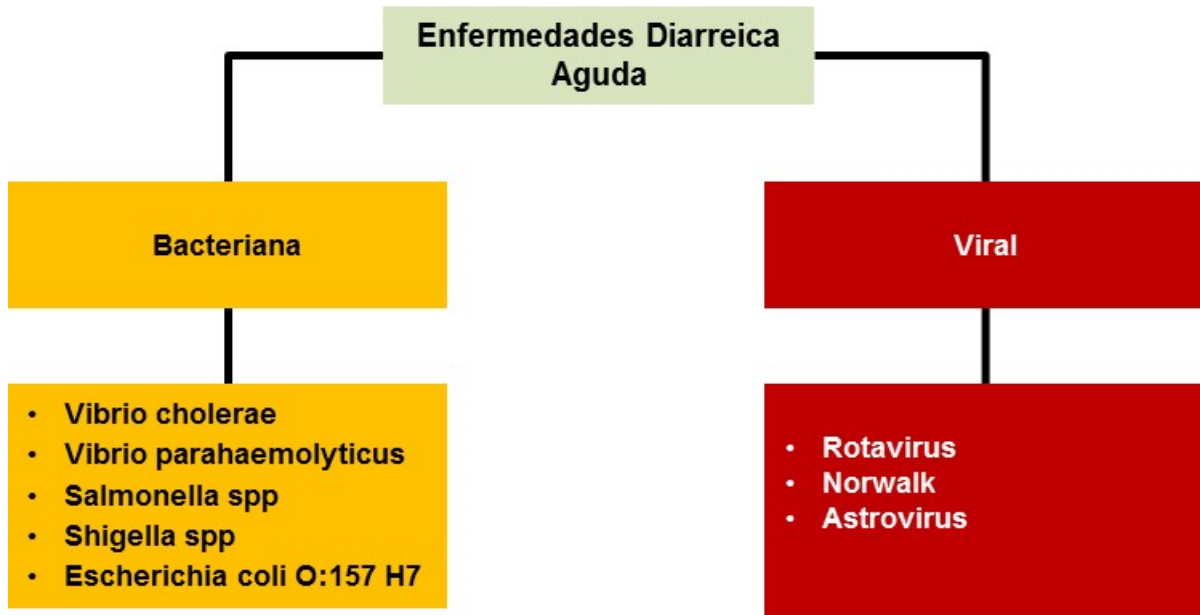 Enfermedades Diarreica
Aguda
Bacteriana
Viral
• Vibrio cholerae
• Vibrio parahaemolyticus
• Salmonella spp
• Shigella spp
• Escherichia coli O:157 H7
• Rotavirus
• Norwalk
• Astrovirus